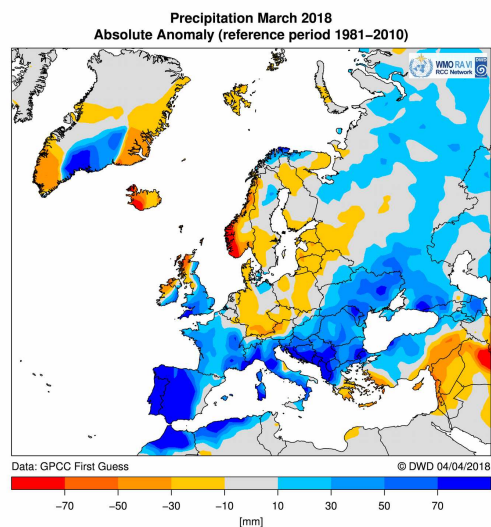 Precipitation March 2018
Absolute Anomaly (reference period 1981−2010)
WMO RA VI
RCC Network
DWD
Data: GPCC First Guess
© DWD 04/04/2018
−70 −50 −30 −10 10 30 50 70
[mm]